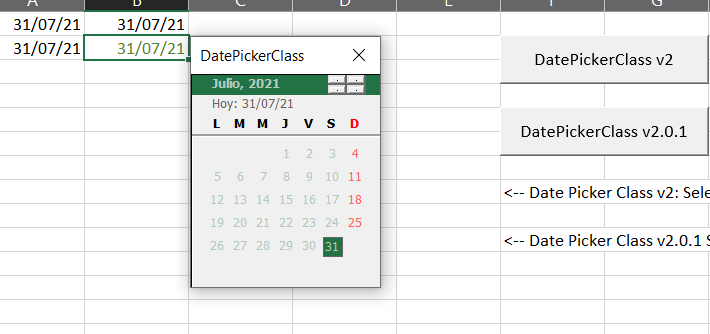 A B C D E F G
31/07/21 31/07/21
31/07/21 31/07/21
DatePickerClass
Julio, 2021
Hoy: 31/07/21
L M M J V S D
1 2 3 4
5 6 7 8 9 10 11
12 13 14 15 16 17 18
19 20 21 22 23 24 25
26 27 28 29 30 31
DatePickerClass v2
DatePickerClass v2.0.1
<-- Date Picker Class v2: Sele
<-- Date Picker Class v2.0.1 S